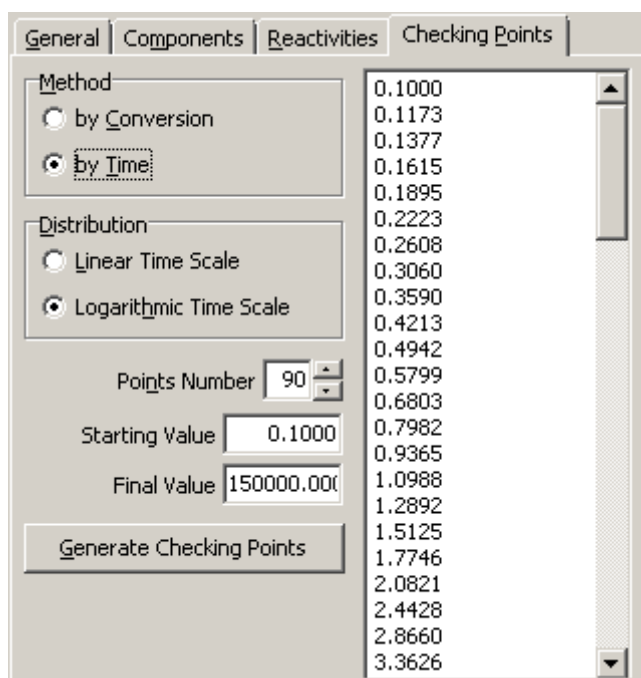 General Components Reactivities Checking Points
Method
by Conversion
by Time
Distribution
Linear Time Scale
Logarithmic Time Scale
Points Number 90
Starting Value 0.1000
Final Value 150000.000
Generate Checking Points
0.1000
0.1173
0.1377
0.1615
0.1895
0.2223
0.2608
0.3060
0.3590
0.4213
0.4942
0.5799
0.6803
0.7982
0.9365
1.0988
1.2892
1.5125
1.7746
2.0821
2.4428
2.8660
3.3626